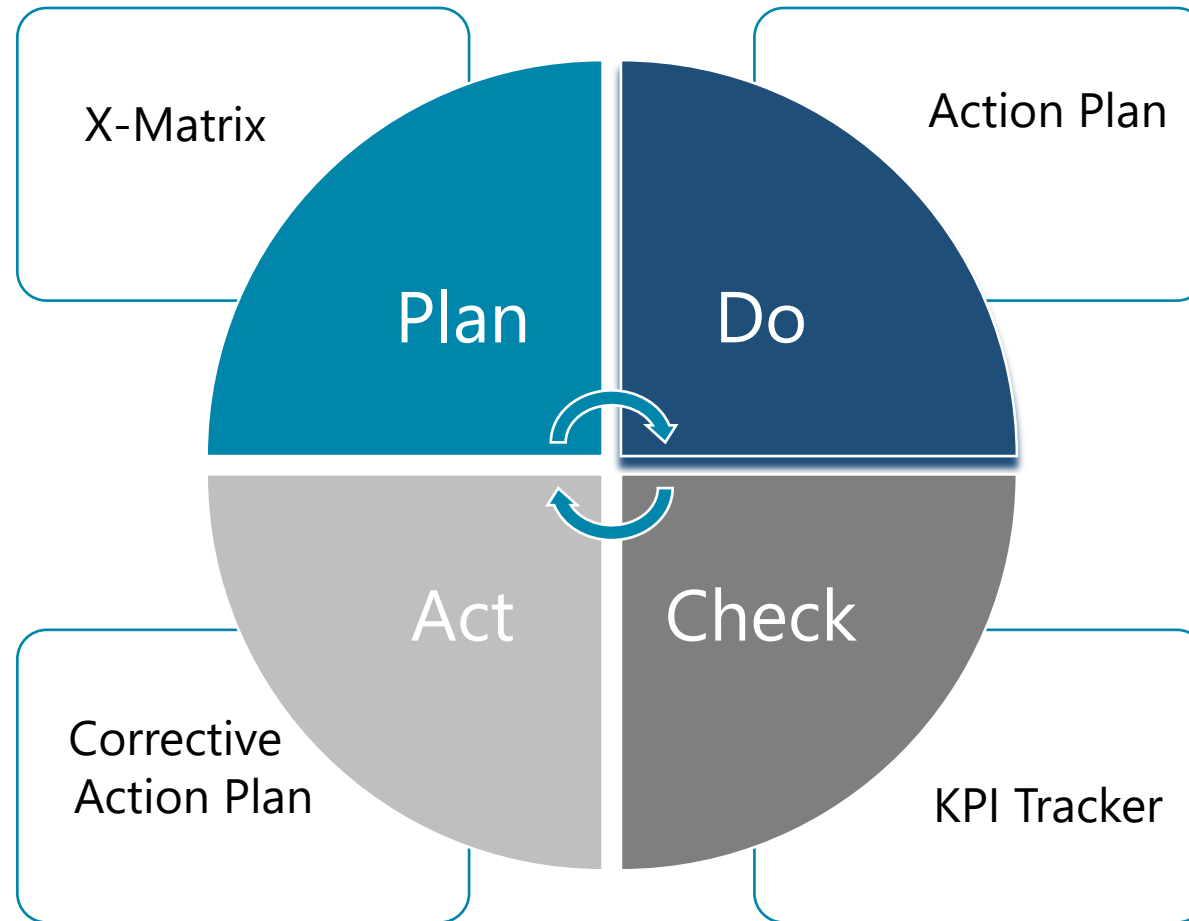 X-Matrix
Action Plan
Plan
Do
Act
Check
Corrective
Action Plan
KPI Tracker